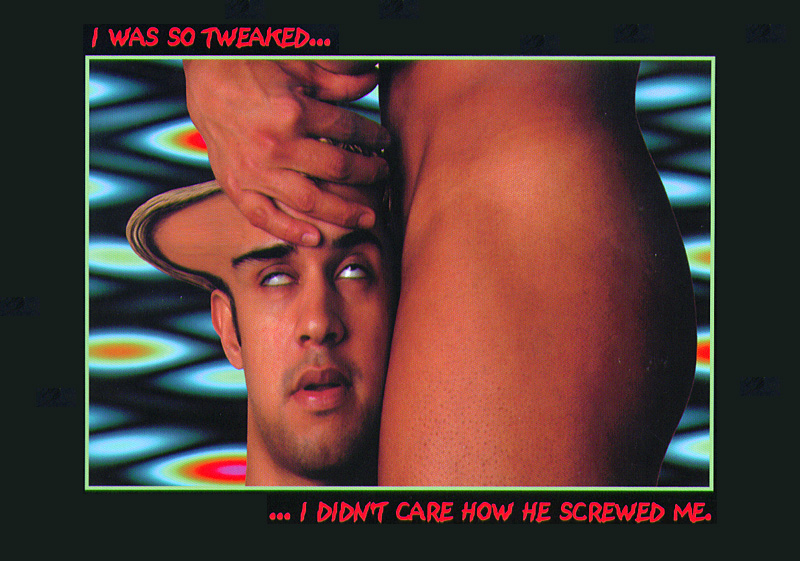 I WAS SO TWEAKED...
... I DIDN'T CARE HOW HE SCREWED ME.